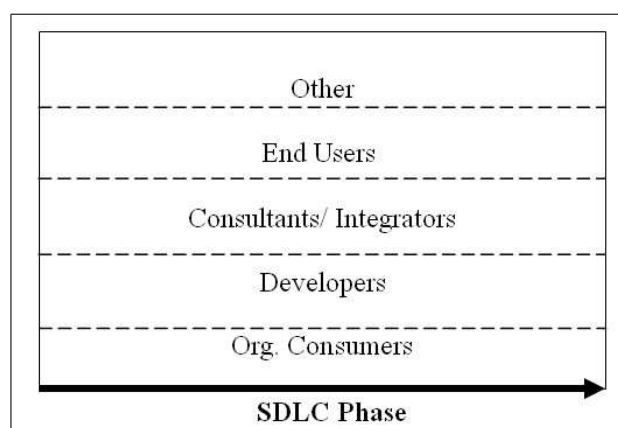 Other
End Users
Consultants/ Integrators
Developers
Org. Consumers
SDLC Phase